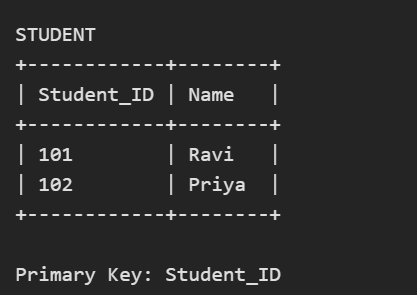 STUDENT
+------------+--------+
| Student_ID | Name   |
+------------+--------+
| 101        | Ravi   |
| 102        | Priya  |
+------------+--------+
Primary Key: Student_ID